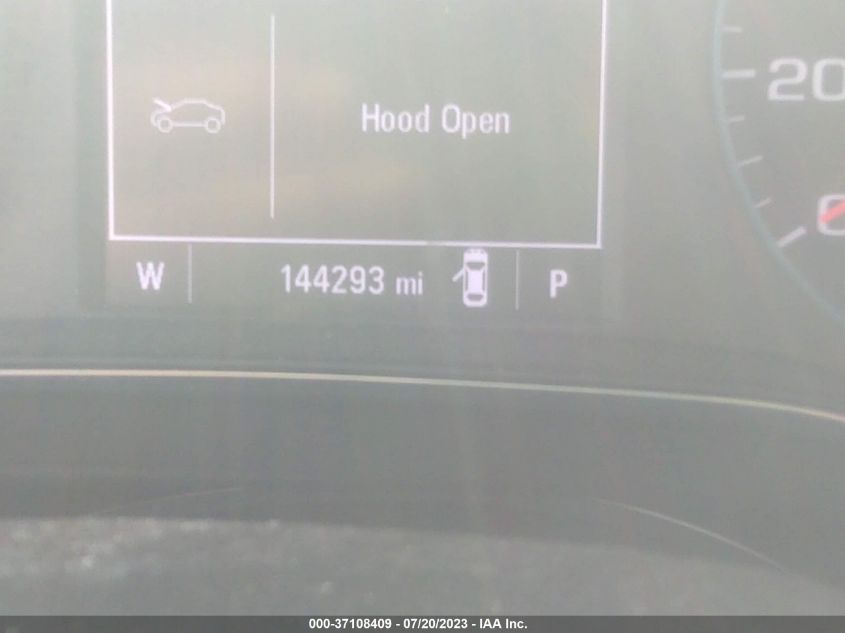 Hood Open
20
W 144293 mi P
000-37108409 - 07/20/2023 - IAA Inc.